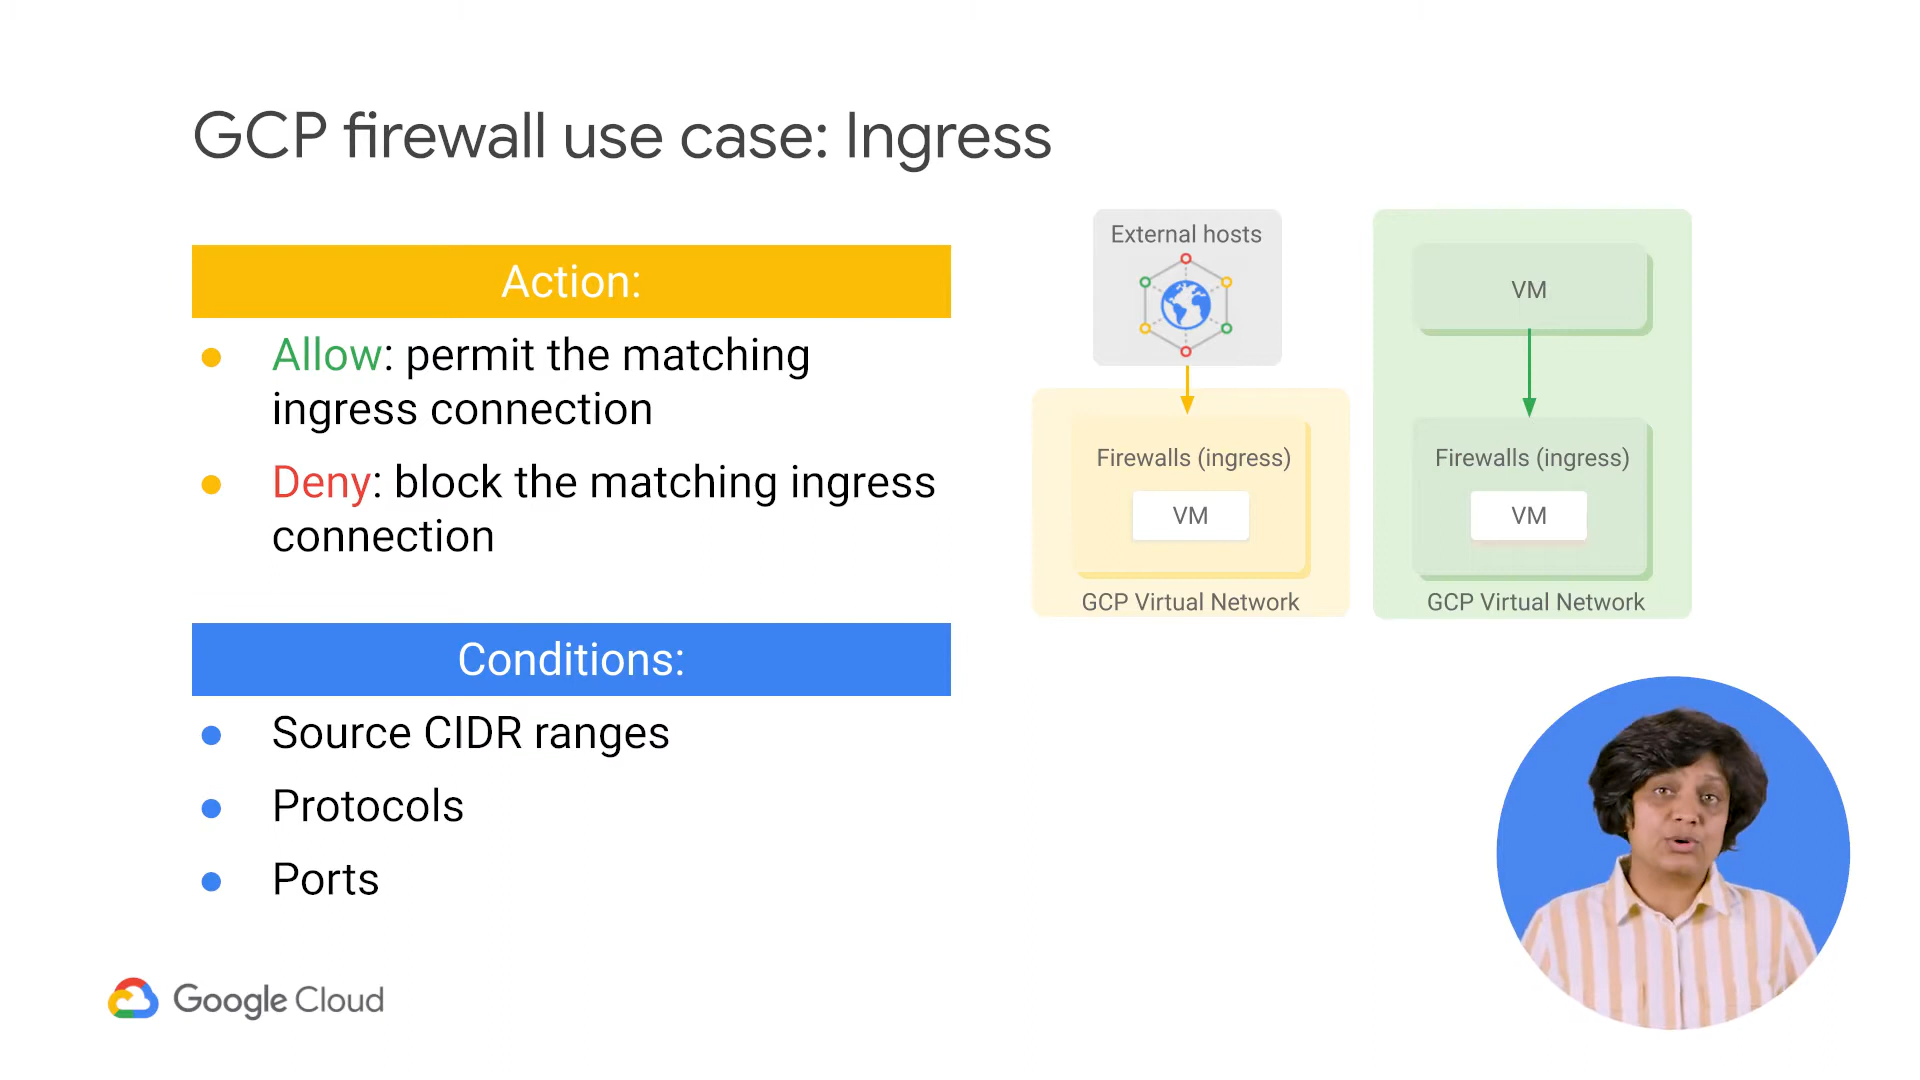 GCP firewall use case: Ingress
Action:
Allow: permit the matching
ingress connection
Deny: block the matching ingress
connection
Conditions:
Source CIDR ranges
Protocols
Ports
External hosts
Firewalls (ingress)
VM
GCP Virtual Network
VM
Firewalls (ingress)
VM
GCP Virtual Network
Google Cloud